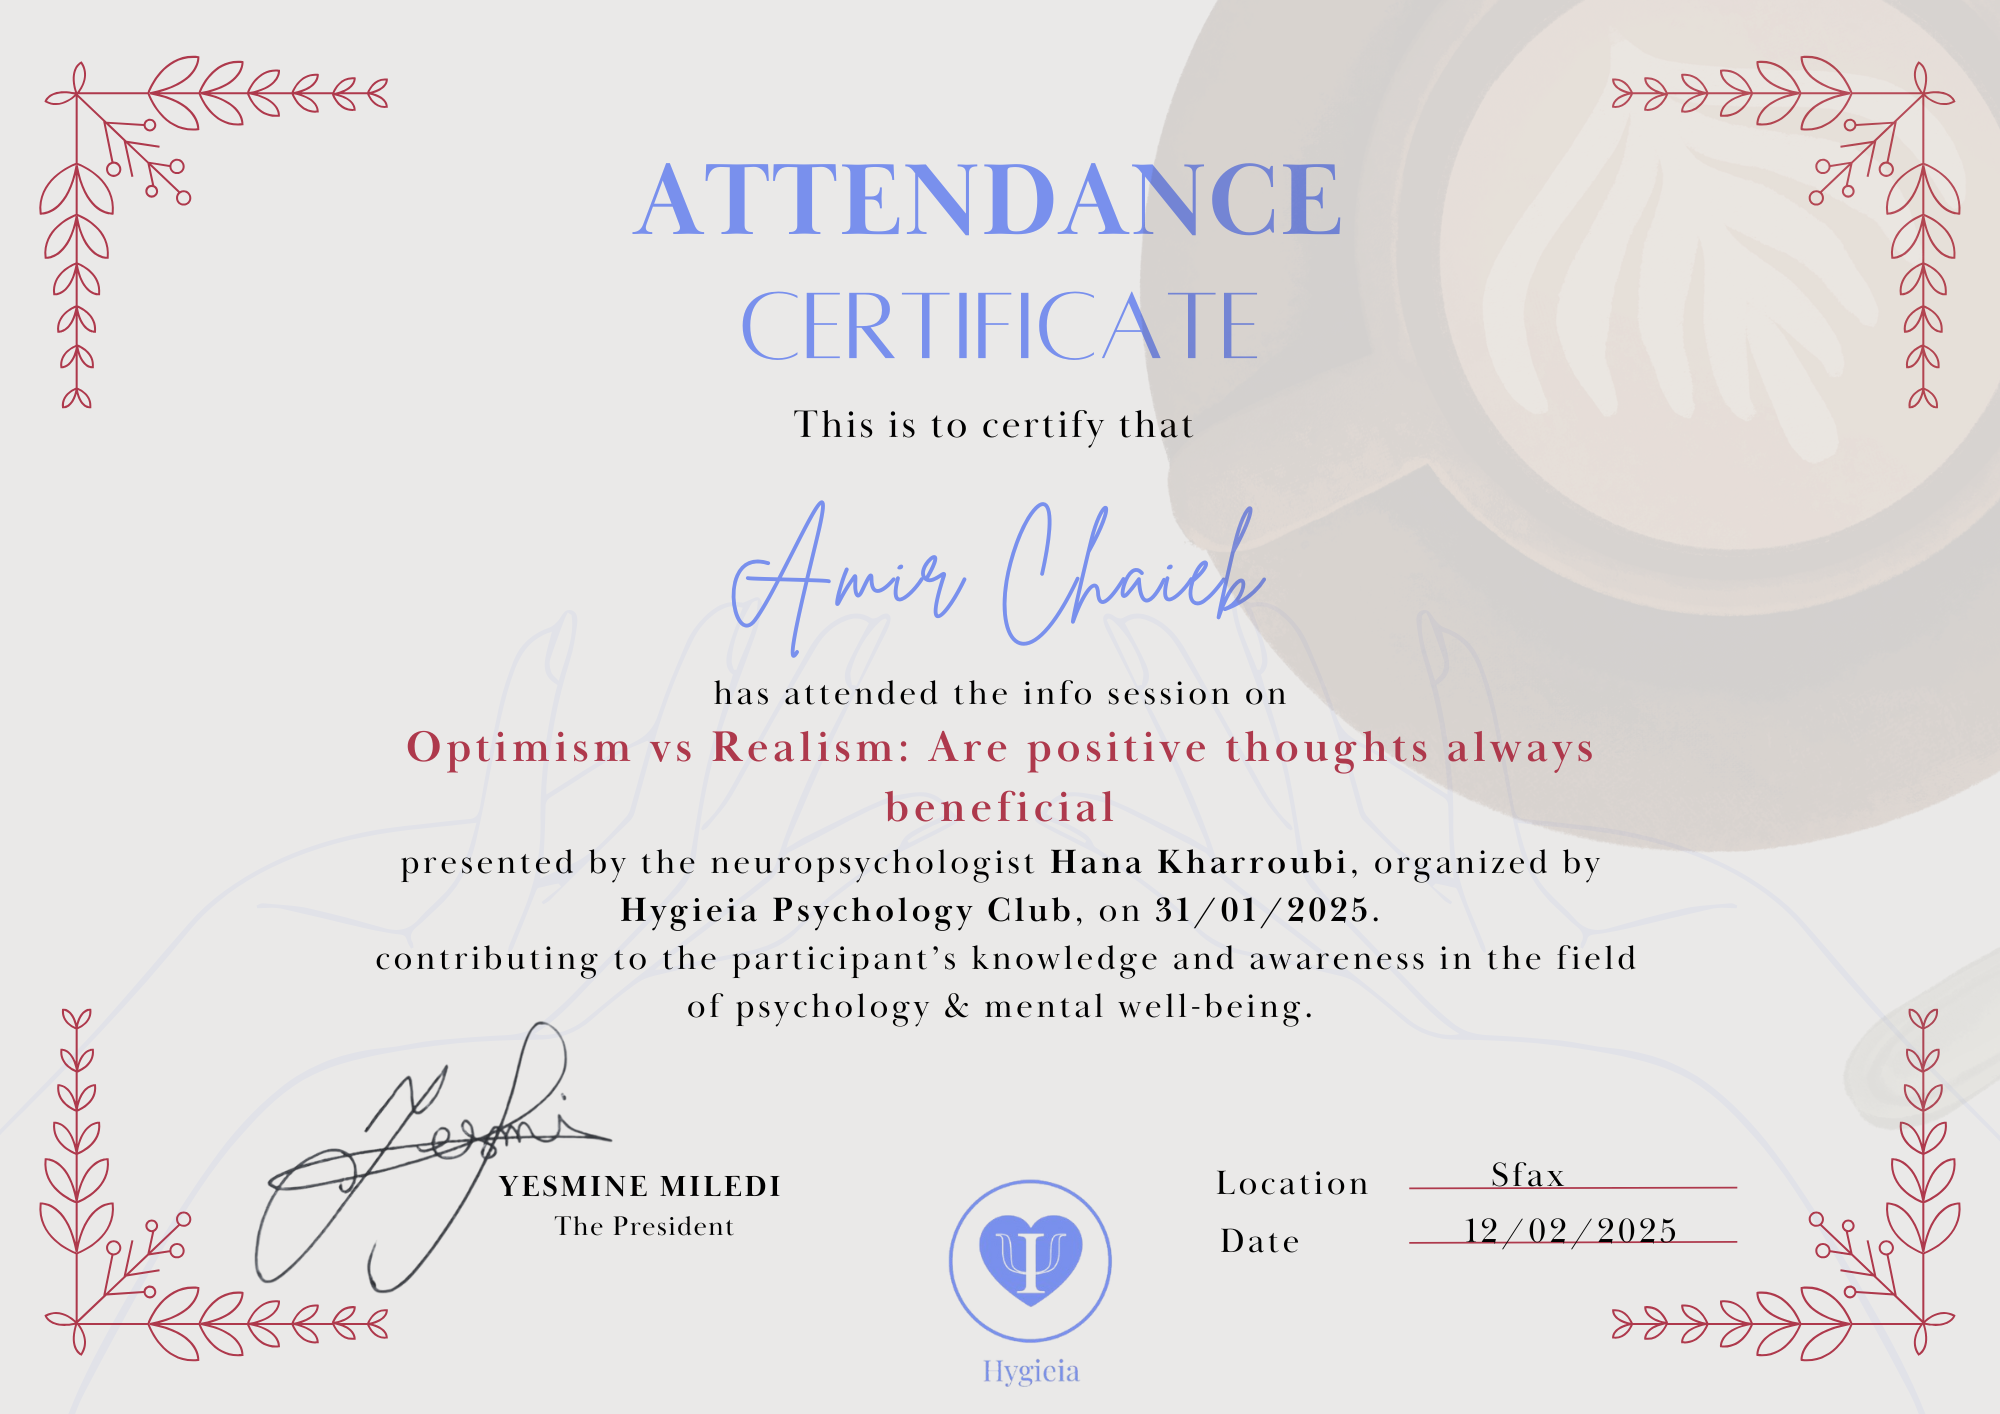 ATTENDANCE
CERTIFICATE
This is to certify that
Amir Chaieb
has attended the info session on
Optimism vs Realism: Are positive thoughts always
beneficial
presented by the neuropsychologist Hana Kharroubi, organized by
Hygieia Psychology Club, on 31/01/2025.
contributing to the participant’s knowledge and awareness in the field
of psychology & mental well-being.
Yesmi
YESMINE MILEDI
The President
Ψ
Hygieia
Location Sfax
Date 12/02/2025